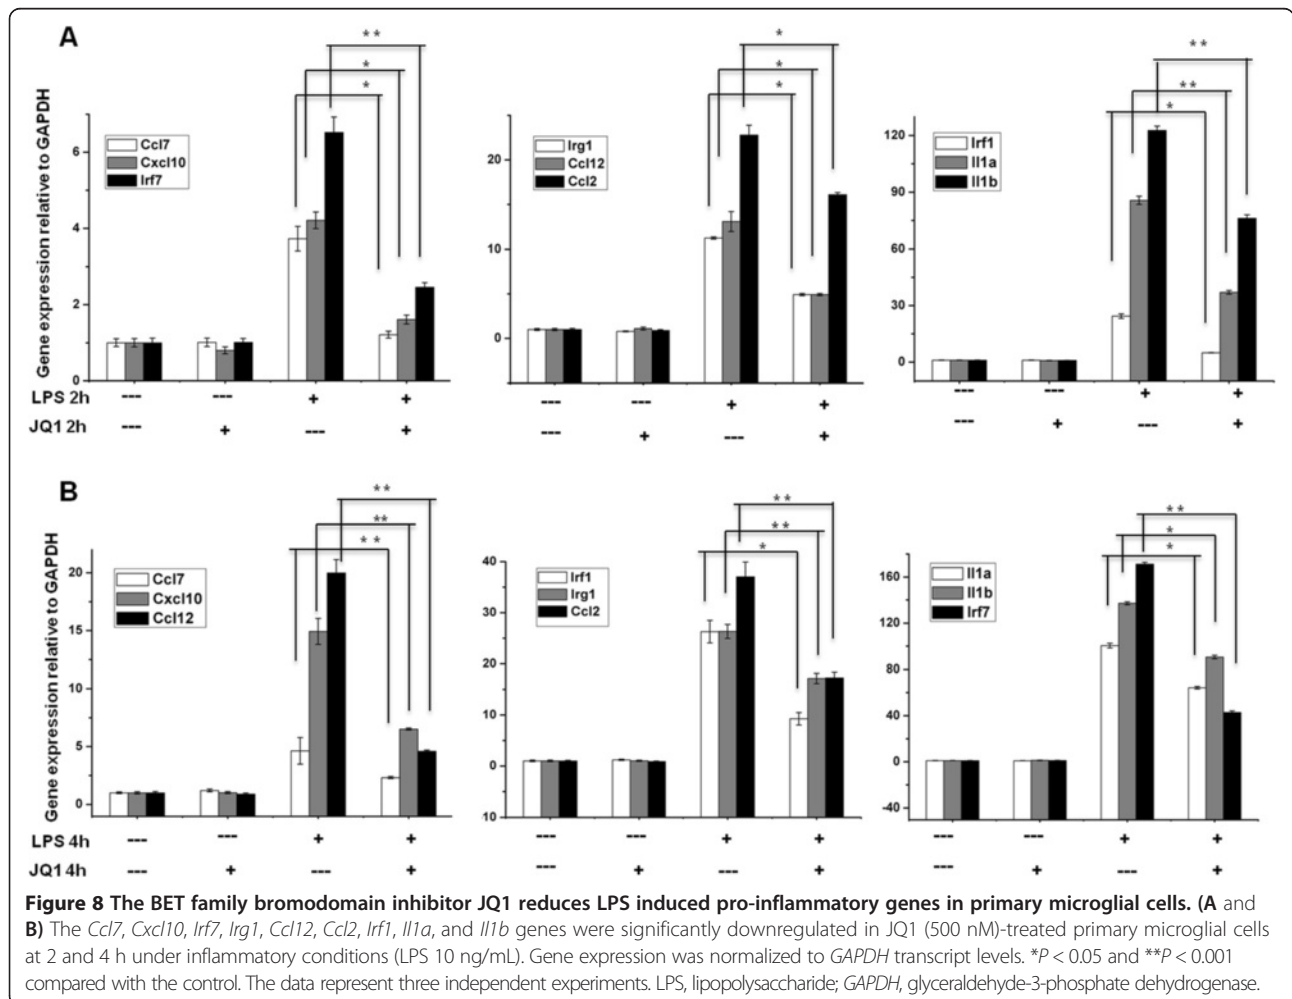 A
Gene expression relative to GAPDH
Ccl7
Cxcl10
Irf7
6
4
2
0
**
*
*
Irg1
Ccl12
Ccl2
20
10
0
*
*
*
Irf1
Il1a
Il1b
120
90
60
30
0
**
**
*
LPS 2h --- --- + + --- --- + + --- --- + +
JQ1 2h --- + --- + --- + --- + --- + --- +
B
Gene expression relative to GAPDH
Ccl7
Cxcl10
Ccl12
20
15
10
5
0
**
**
**
Irf1
Irg1
Ccl2
40
30
20
10
0
10
**
**
*
Il1a
Il1b
Irf7
160
120
80
40
0
-40
**
*
*
LPS 4h --- --- + + --- --- + + --- --- + +
JQ1 4h --- + --- + --- + --- + --- + --- +
Figure 8 The BET family bromodomain inhibitor JQ1 reduces LPS induced pro-inflammatory genes in primary microglial cells. (A and
B) The Ccl7, Cxcl10, Irf7, Irg1, Ccl12, Ccl2, Irf1, Il1a, and Il1b genes were significantly downregulated in JQ1 (500 nM)-treated primary microglial cells
at 2 and 4 h under inflammatory conditions (LPS 10 ng/mL). Gene expression was normalized to GAPDH transcript levels. *P < 0.05 and **P < 0.001
compared with the control. The data represent three independent experiments. LPS, lipopolysaccharide; GAPDH, glyceraldehyde-3-phosphate dehydrogenase.